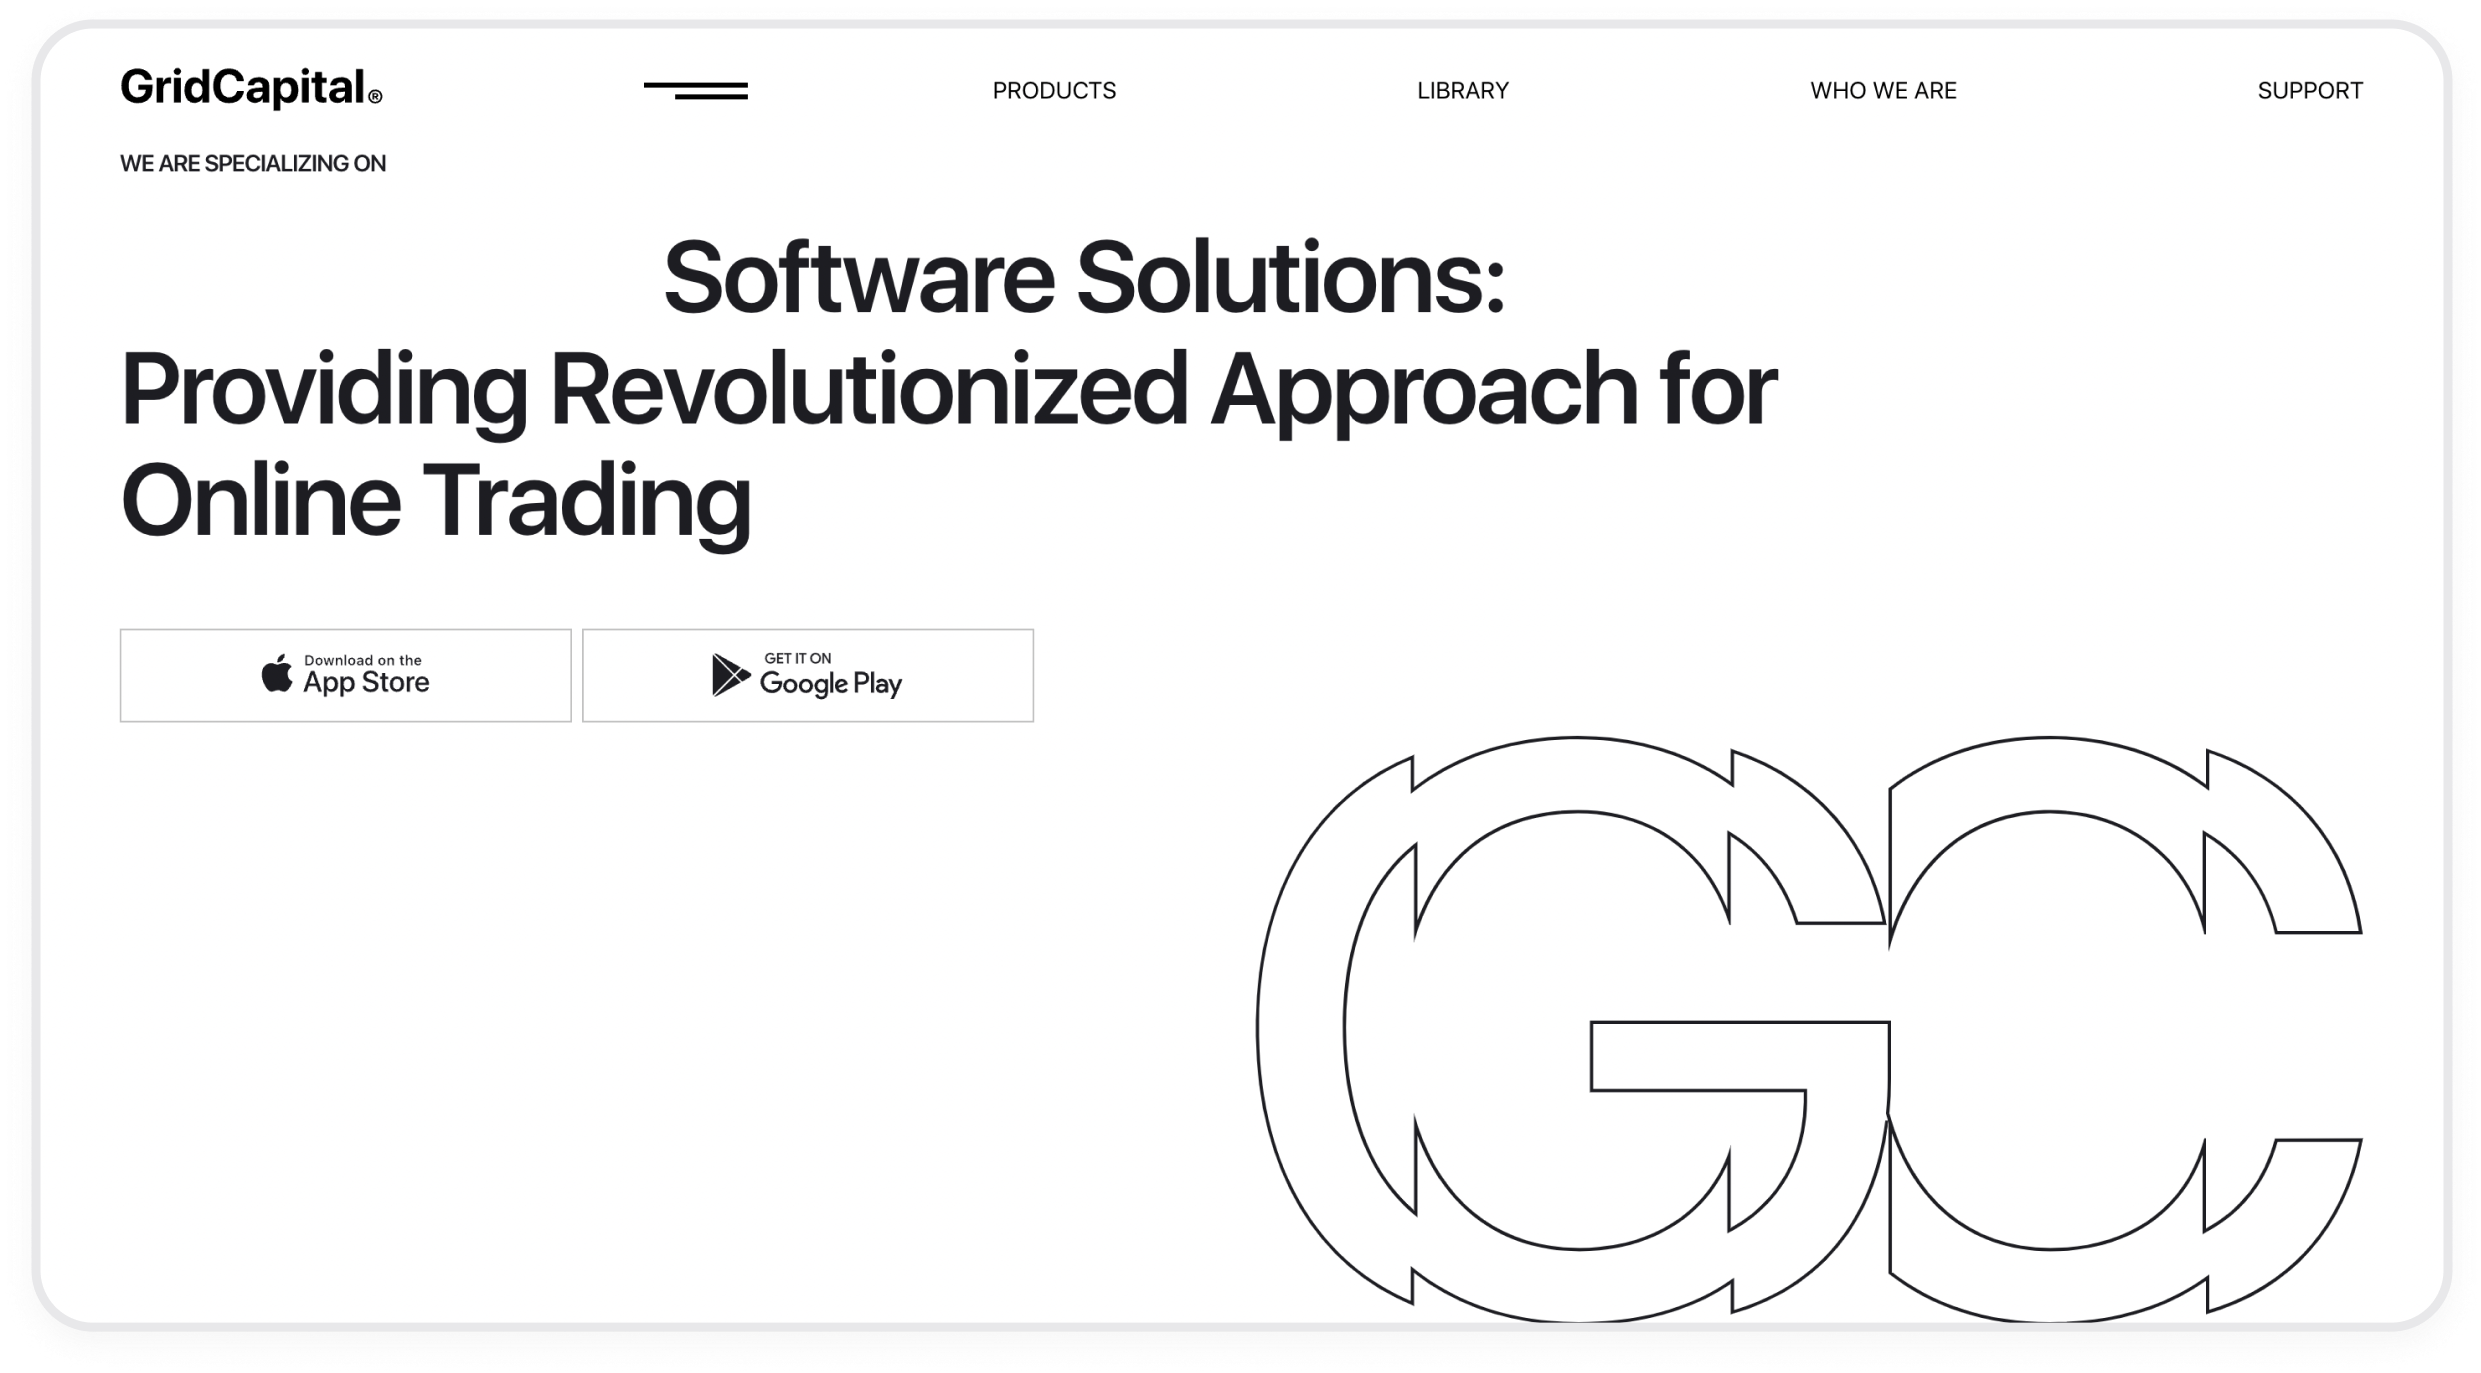 GridCapital®
PRODUCTS
LIBRARY
WHO WE ARE
SUPPORT
WE ARE SPECIALIZING ON
Software Solutions:
Providing Revolutionized Approach for
Online Trading
Download on the
App Store
GET IT ON
Google Play
GC